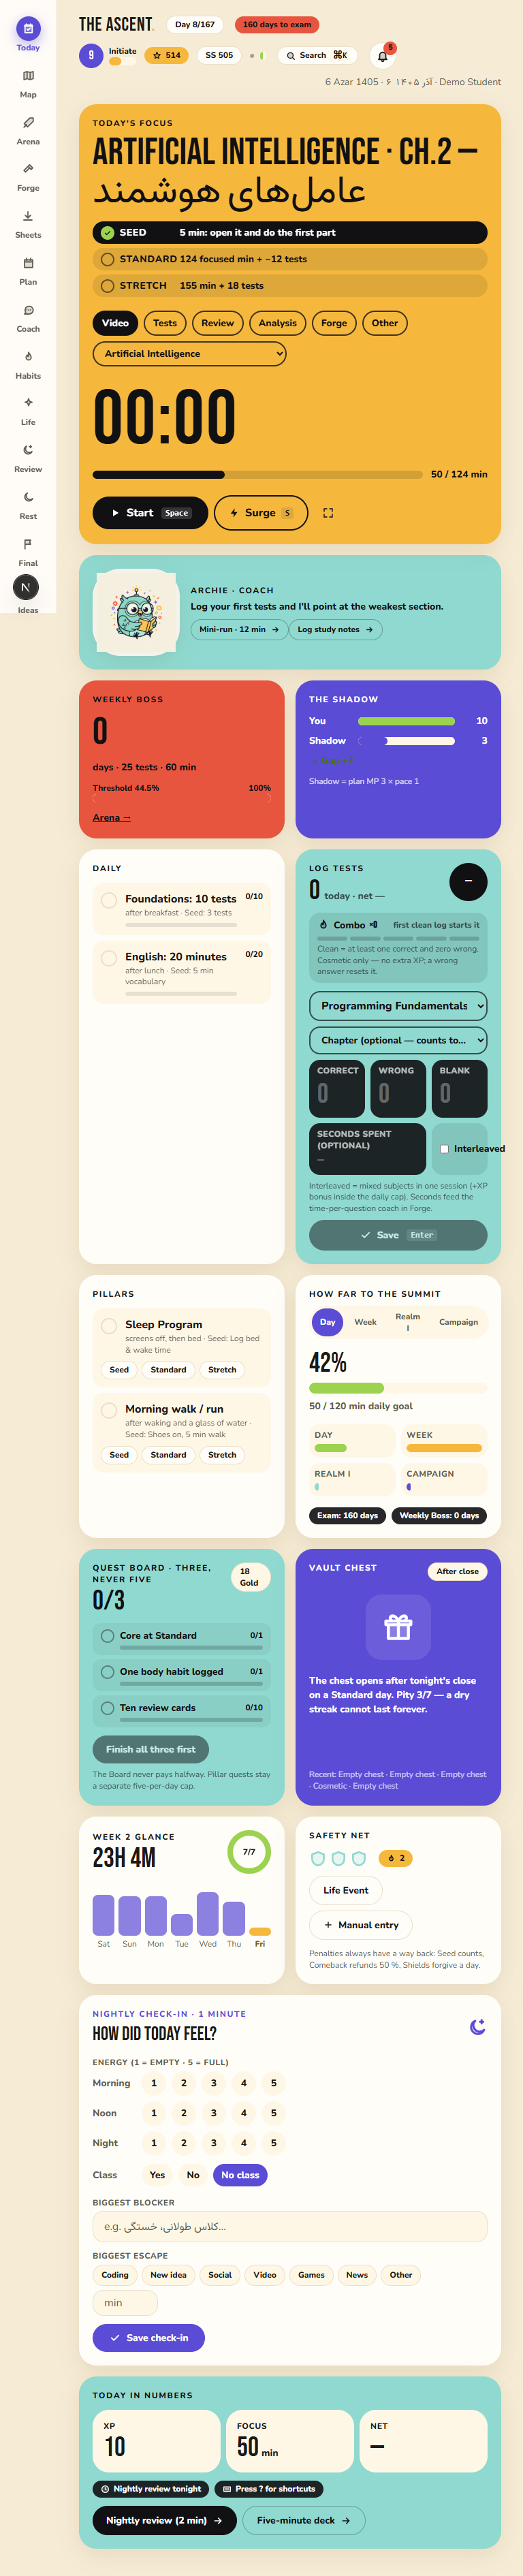 Today
Map
Arena
Forge
Sheets
Plan
Coach
Habits
Life
Review
Rest
Final
N
Ideas
THE ASCENT.
Day 8/167
160 days to exam
9
Initiate
514
SS 505
Search ⌘K
5
6 Azar 1405 · ۶ آذر ۱۴۰۵ · Demo Student
TODAY'S FOCUS
ARTIFICIAL INTELLIGENCE · CH.2 —
عامل‌های هوشمند
SEED 5 min: open it and do the first part
STANDARD 124 focused min + ~12 tests
STRETCH 155 min + 18 tests
Video Tests Review Analysis Forge Other
Artificial Intelligence
00:00
50 / 124 min
Start Space
Surge S
ARCHIE · COACH
Log your first tests and I'll point at the weakest section.
Mini-run · 12 min →
Log study notes →
WEEKLY BOSS
0
days · 25 tests · 60 min
Threshold 44.5% 100%
Arena →
THE SHADOW
You 10
Shadow 3
Shadow = plan MP 3 × pace 1
DAILY
Foundations: 10 tests 0/10
after breakfast · Seed: 3 tests
English: 20 minutes 0/20
after lunch · Seed: 5 min
vocabulary
LOG TESTS
0 today · net —
–
Combo ×0 first clean log starts it
Clean = at least one correct and zero wrong.
Cosmetic only — no extra XP; a wrong
answer resets it.
Programming Fundamentals
Chapter (optional — counts to...
CORRECT WRONG BLANK
0 0 0
SECONDS SPENT
(OPTIONAL)
—
Interleaved
Interleaved = mixed subjects in one session (+XP
bonus inside the daily cap). Seconds feed the
time-per-question coach in Forge.
Save Enter
PILLARS
Sleep Program
screens off, then bed · Seed: Log bed
& wake time
Seed Standard Stretch
Morning walk / run
after waking and a glass of water ·
Seed: Shoes on, 5 min walk
Seed Standard Stretch
HOW FAR TO THE SUMMIT
Day Week Realm I Campaign
42%
50 / 120 min daily goal
DAY WEEK
REALM I CAMPAIGN
Exam: 160 days Weekly Boss: 0 days
QUEST BOARD · THREE,
NEVER FIVE
0/3
18 Gold
Core at Standard 0/1
One body habit logged 0/1
Ten review cards 0/10
Finish all three first
The Board never pays halfway. Pillar quests stay
a separate five-per-day cap.
VAULT CHEST
After close
The chest opens after tonight's close
on a Standard day. Pity 3/7 — a dry
streak cannot last forever.
Recent: Empty chest · Empty chest · Empty chest
· Cosmetic · Empty chest
WEEK 2 GLANCE
23H 4M
7/7
Sat Sun Mon Tue Wed Thu Fri
SAFETY NET
2
Life Event
+ Manual entry
Penalties always have a way back: Seed counts,
Comeback refunds 50 %, Shields forgive a day.
NIGHTLY CHECK-IN · 1 MINUTE
HOW DID TODAY FEEL?
ENERGY (1 = EMPTY · 5 = FULL)
Morning 1 2 3 4 5
Noon 1 2 3 4 5
Night 1 2 3 4 5
Class Yes No No class
BIGGEST BLOCKER
e.g. کلاس طولانی، خستگی...
BIGGEST ESCAPE
Coding New idea Social Video Games News Other
min
Save check-in
TODAY IN NUMBERS
XP
10
FOCUS
50 min
NET
—
Nightly review tonight
Press ? for shortcuts
Nightly review (2 min) →
Five-minute deck →